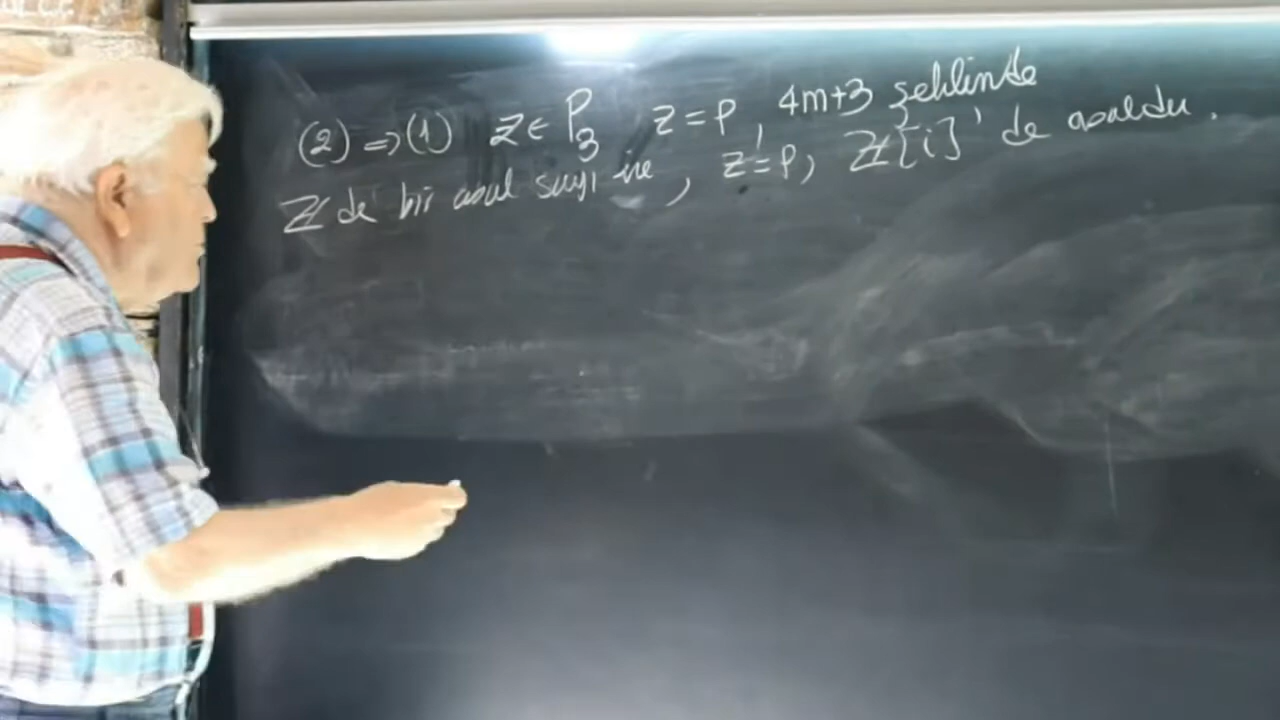 (2) => (1) z ∈ P₃ z = p, 4m+3 şeklinde
ℤ de bir asal sayı ise, z = p, ℤ[i]' de asaldır.